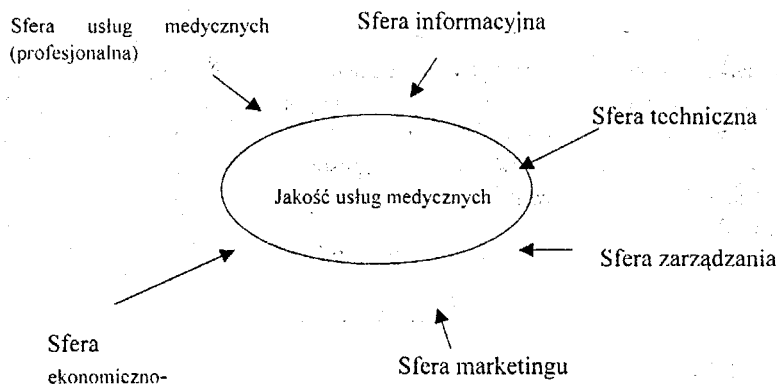 Sfera usług medycznych
(profesjonalna)
Sfera informacyjna
Sfera techniczna
Jakość usług medycznych
Sfera zarządzania
Sfera marketingu
Sfera
ekonomiczno-